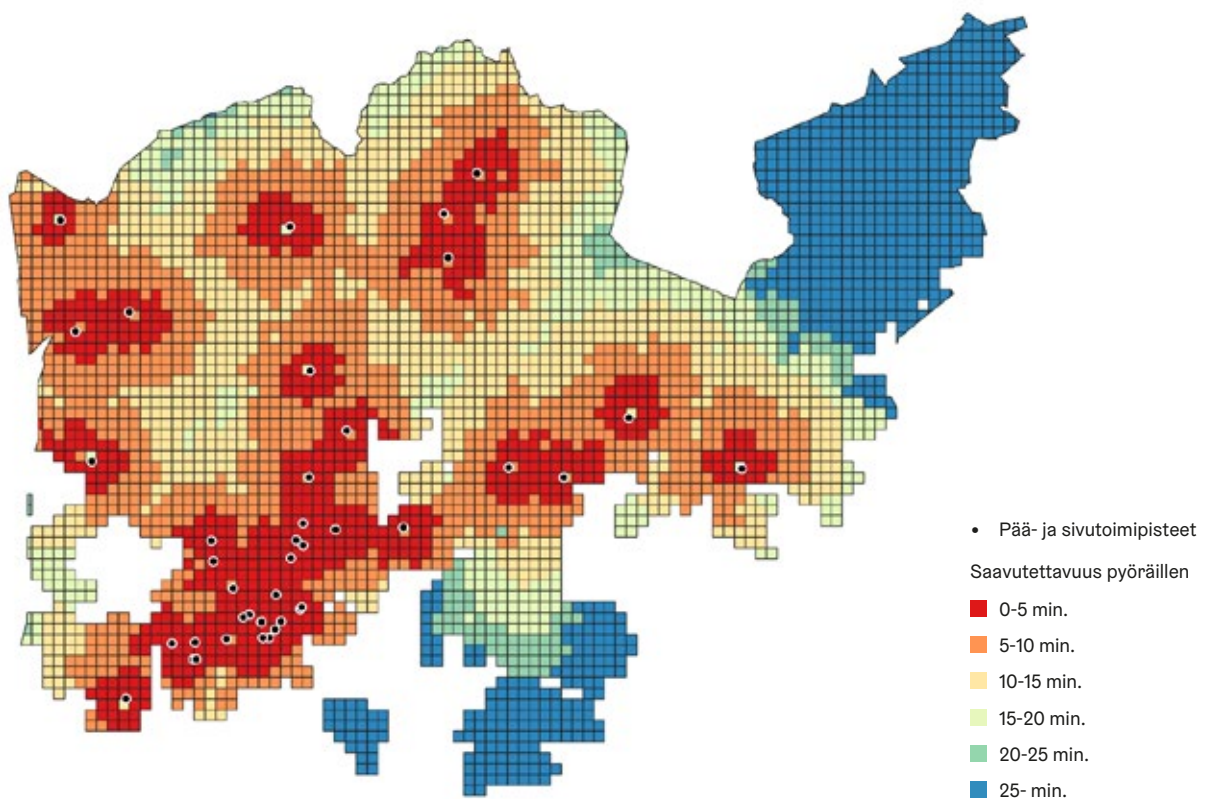 • Pää- ja sivutoimipisteet
Saavutettavuus pyöräillen
0-5 min.
5-10 min.
10-15 min.
15-20 min.
20-25 min.
25- min.